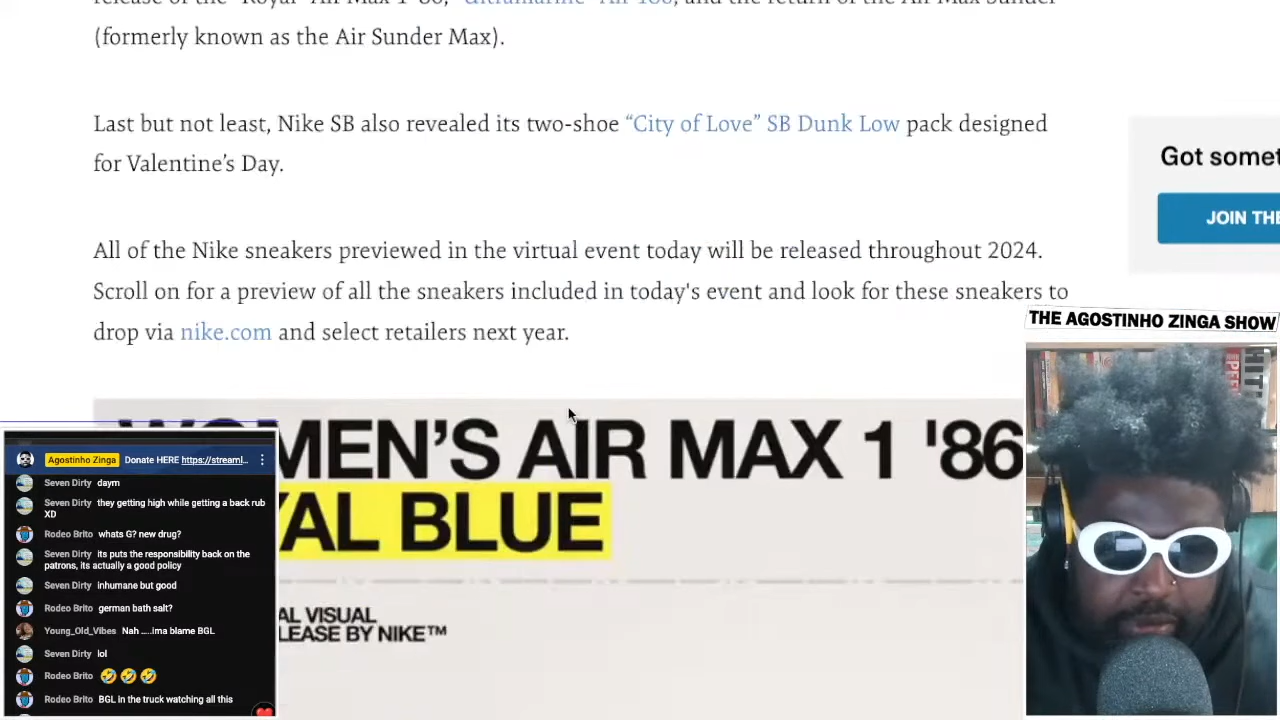 (formerly known as the Air Sunder Max).
Last but not least, Nike SB also revealed its two-shoe “City of Love” SB Dunk Low pack designed
for Valentine’s Day.
All of the Nike sneakers previewed in the virtual event today will be released throughout 2024.
Scroll on for a preview of all the sneakers included in today's event and look for these sneakers to
drop via nike.com and select retailers next year.
Got somet
JOIN THE
THE AGOSTINHO ZINGA SHOW
WOMEN’S AIR MAX 1 '86
YAL BLUE
AL VISUAL
LEASE BY NIKE™
Agostinho Zinga Donate HERE https://streaml...
Seven Dirty daym
Seven Dirty they getting high while getting a back rub
XD
Rodeo Brito whats G? new drug?
Seven Dirty its puts the responsibility back on the
patrons, its actually a good policy
Seven Dirty inhumane but good
Rodeo Brito german bath salt?
Young_Old_Vibes Nah .....ima blame BGL
Seven Dirty lol
Rodeo Brito 🤣 🤣 🤣
Rodeo Brito BGL in the truck watching all this